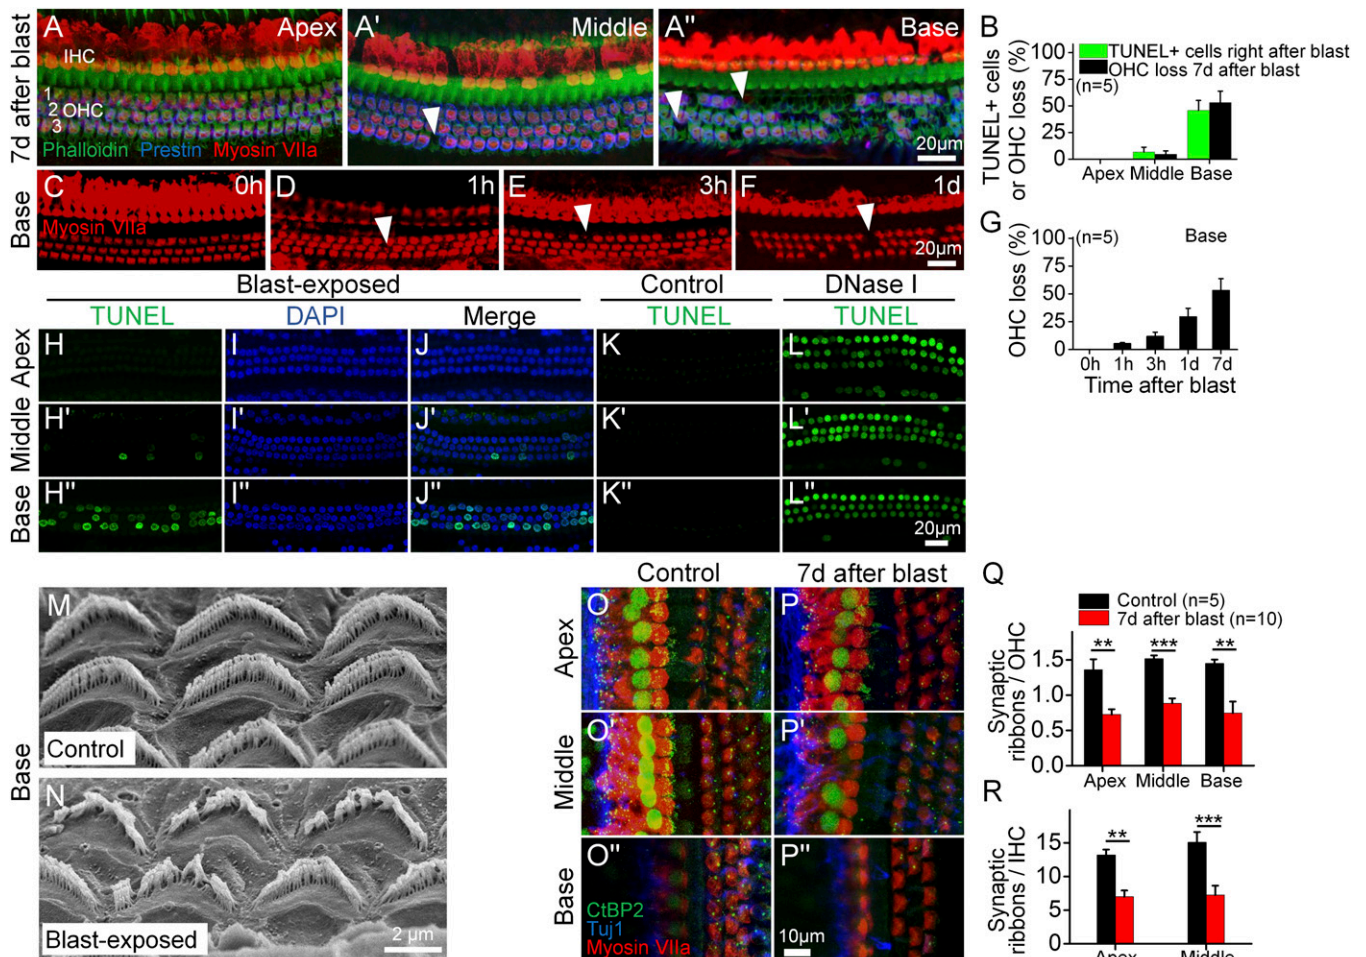 7d after blast
A
Apex
IHC
1
2 OHC
3
Phalloidin Prestin Myosin VIIa
A'
Middle
A''
Base
20µm
B
TUNEL+ cells
or OHC loss (%)
TUNEL+ cells right after blast
OHC loss 7d after blast
(n=5)
100
75
50
25
0
Apex Middle Base
Base
C
0h
Myosin VIIa
D
1h
E
3h
F
1d
20µm
G
OHC loss (%)
(n=5)
Base
100
75
50
25
0
0h 1h 3h 1d 7d
Time after blast
Blast-exposed
Control
DNase I
TUNEL
DAPI
Merge
TUNEL
TUNEL
Apex
H
I
J
K
L
Middle
H'
I'
J'
K'
L'
Base
H''
I''
J''
K''
L''
20µm
Base
M
Control
N
Blast-exposed
2 µm
Control
7d after blast
Apex
O
P
Middle
O'
P'
Base
O''
CtBP2
Tuj1
Myosin VIIa
P''
10µm
Q
Control (n=5)
7d after blast (n=10)
Synaptic
ribbons / OHC
1.5
1.0
0.5
0.0
**
***
**
Apex Middle Base
R
Synaptic
ribbons / IHC
15
10
5
0
**
***
Apex Middle